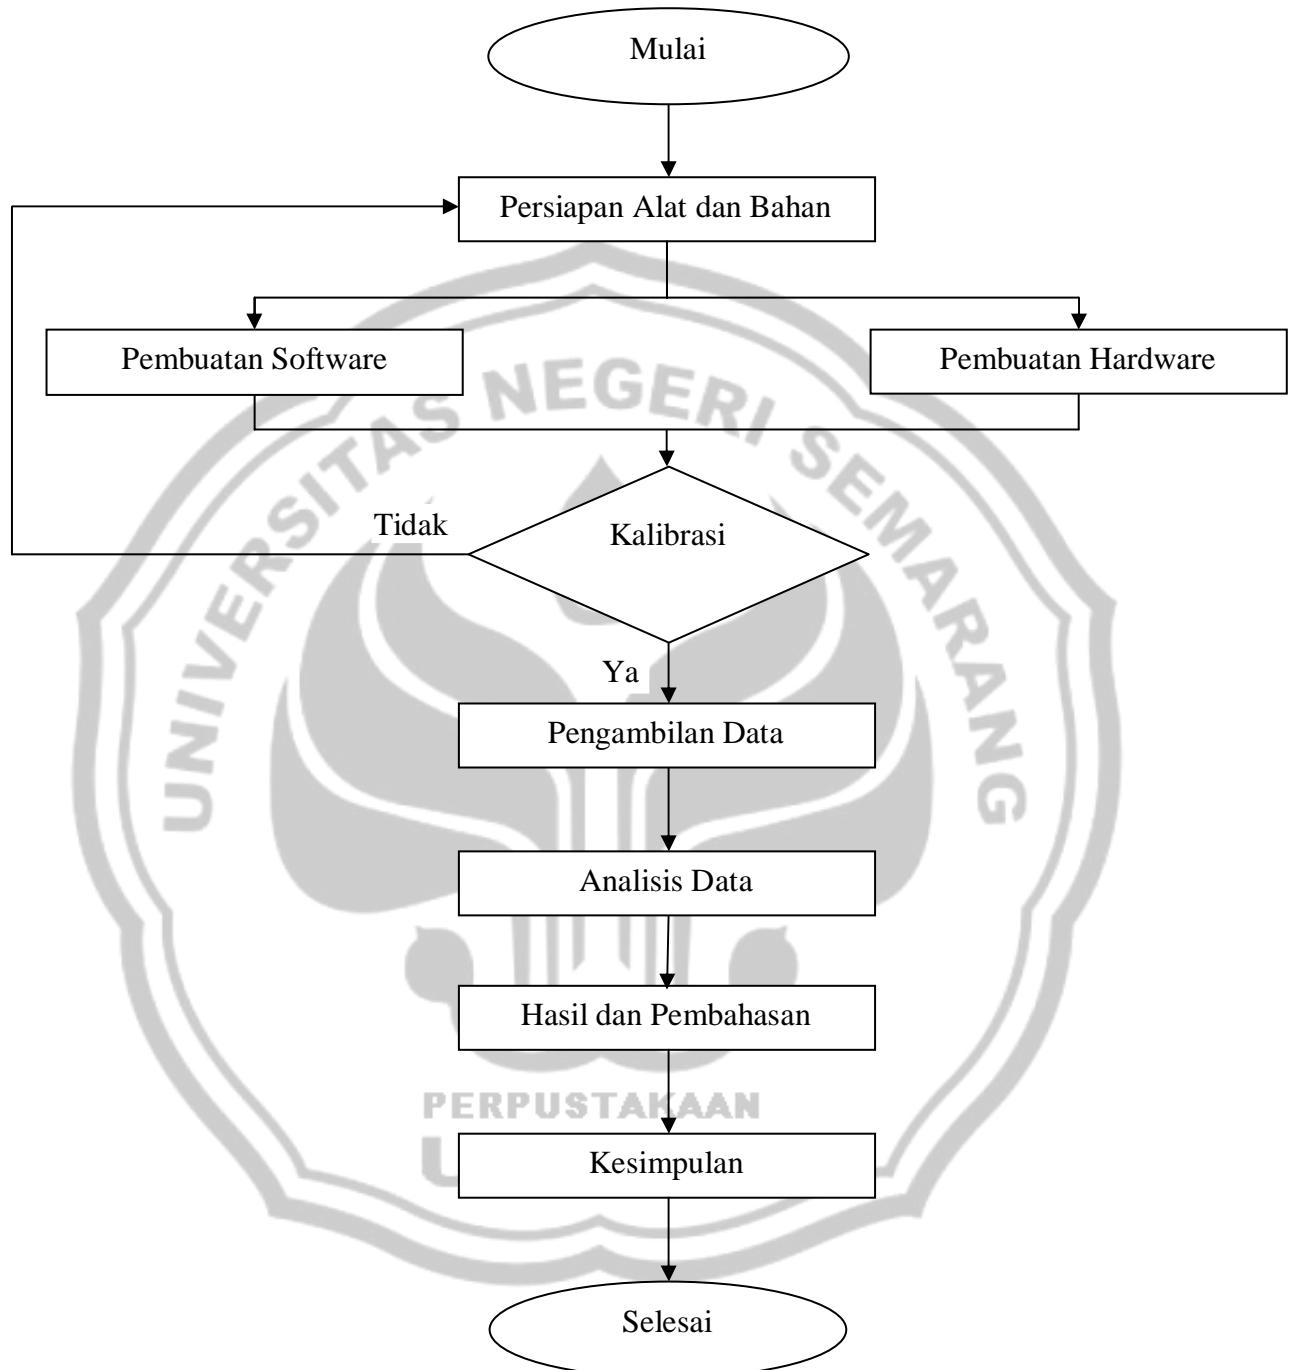 Mulai
Persiapan Alat dan Bahan
Pembuatan Software
Pembuatan Hardware
Tidak
Kalibrasi
Ya
Pengambilan Data
Analisis Data
Hasil dan Pembahasan
Kesimpulan
Selesai
UNIVERSITAS NEGERI SEMARANG
PERPUSTAKAAN